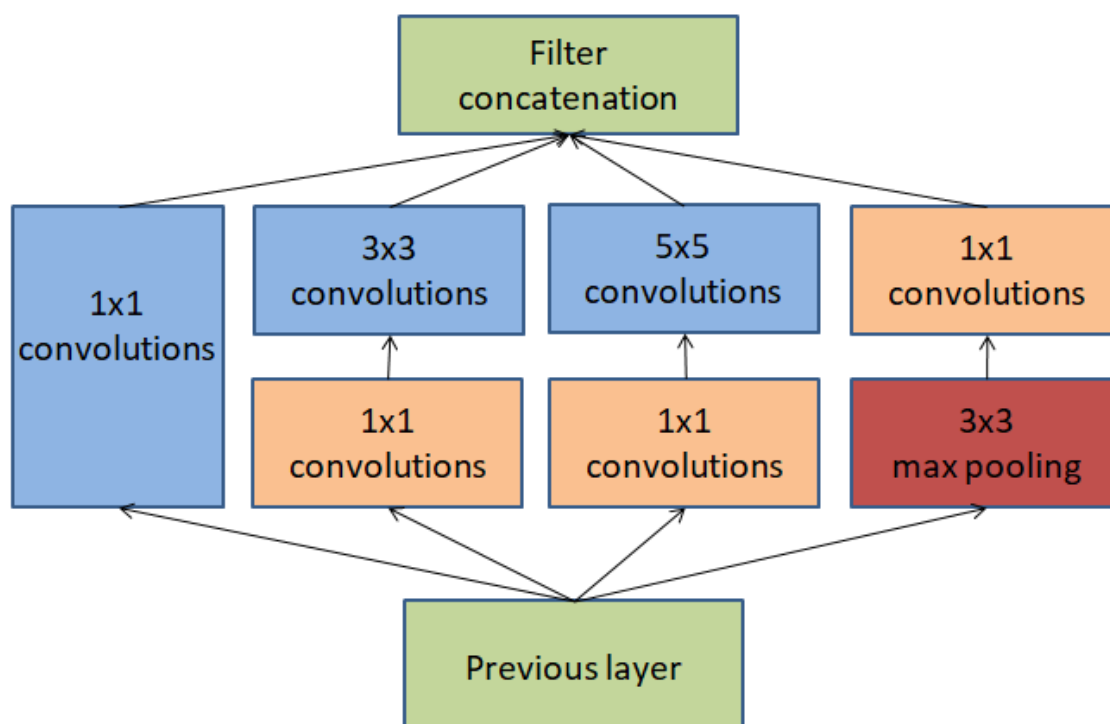 Filter
concatenation
1x1
convolutions
3x3
convolutions
5x5
convolutions
1x1
convolutions
1x1
convolutions
1x1
convolutions
3x3
max pooling
Previous layer